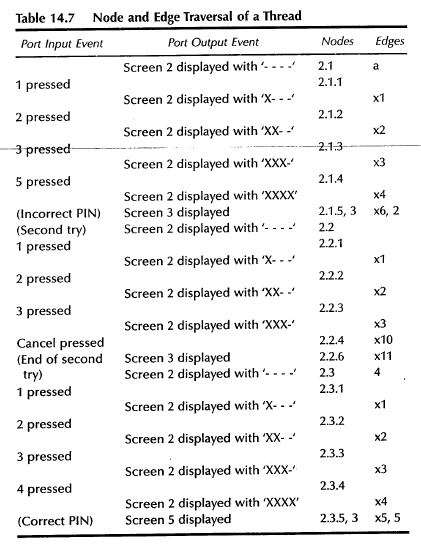 Table 14.7 Node and Edge Traversal of a Thread
Port Input Event Port Output Event Nodes Edges
Screen 2 displayed with '- - - -' 2.1 a
1 pressed 2.1.1
Screen 2 displayed with 'X- - -' x1
2 pressed 2.1.2
Screen 2 displayed with 'XX- -' x2
3 pressed 2.1.3
Screen 2 displayed with 'XXX-' x3
5 pressed 2.1.4
Screen 2 displayed with 'XXXX' x4
(Incorrect PIN) Screen 3 displayed 2.1.5, 3 x6, 2
(Second try) Screen 2 displayed with '- - - -' 2.2
1 pressed 2.2.1
Screen 2 displayed with 'X- - -' x1
2 pressed 2.2.2
Screen 2 displayed with 'XX- -' x2
3 pressed 2.2.3
Screen 2 displayed with 'XXX-' x3
Cancel pressed 2.2.4 x10
(End of second Screen 3 displayed 2.2.6 x11
try) Screen 2 displayed with '- - - -' 2.3 4
1 pressed 2.3.1
Screen 2 displayed with 'X- - -' x1
2 pressed 2.3.2
Screen 2 displayed with 'XX- -' x2
3 pressed 2.3.3
Screen 2 displayed with 'XXX-' x3
4 pressed 2.3.4
Screen 2 displayed with 'XXXX' x4
(Correct PIN) Screen 5 displayed 2.3.5, 3 x5, 5